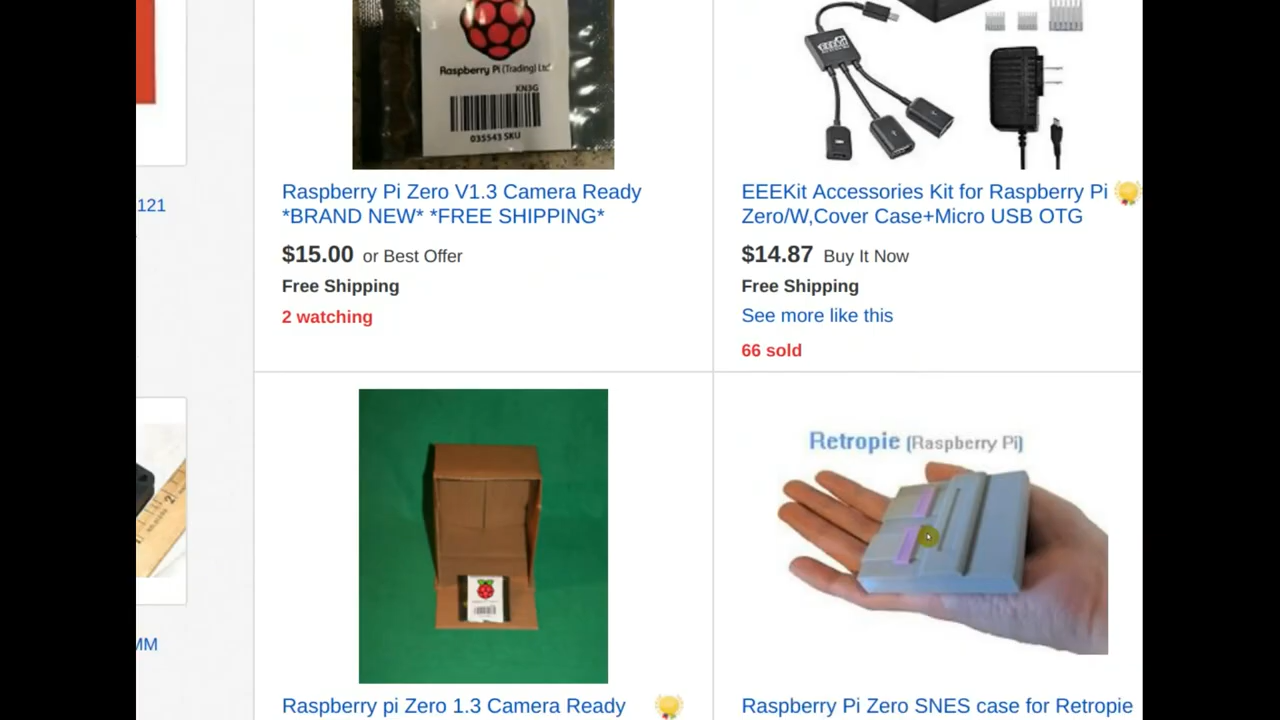 Raspberry Pi (Trading) Ltd
KN3G
035543 SKU
Raspberry Pi Zero V1.3 Camera Ready
*BRAND NEW* *FREE SHIPPING*
$15.00 or Best Offer
Free Shipping
2 watching
EEEKit Accessories Kit for Raspberry Pi
Zero/W,Cover Case+Micro USB OTG
$14.87 Buy It Now
Free Shipping
See more like this
66 sold
121
MM
Retropie (Raspberry Pi)
Raspberry pi Zero 1.3 Camera Ready
Raspberry Pi Zero SNES case for Retropie